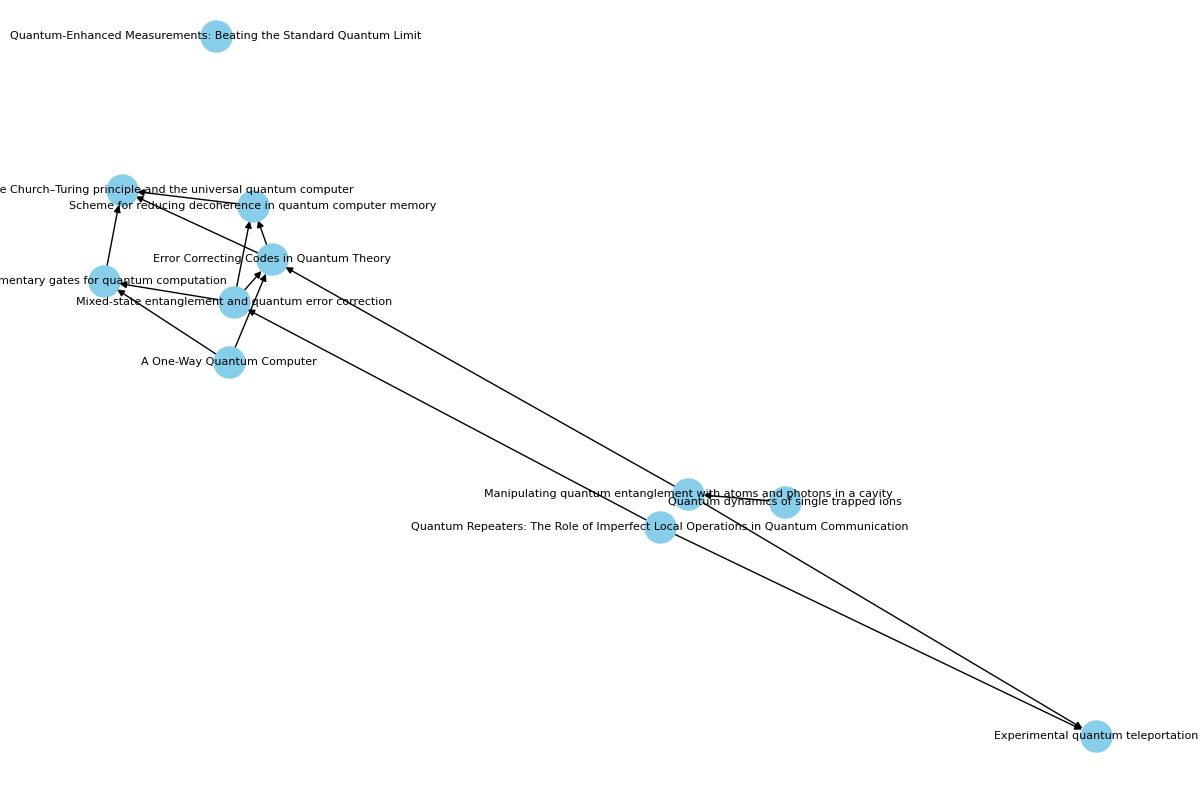 Quantum-Enhanced Measurements: Beating the Standard Quantum Limit
Church–Turing principle and the universal quantum computer
Scheme for reducing decoherence in quantum computer memory
Error Correcting Codes in Quantum Theory
gates for quantum computation
Mixed-state entanglement and quantum error correction
A One-Way Quantum Computer
Manipulating quantum entanglement with atoms and photons in a cavity
Quantum dynamics of single trapped ions
Quantum Repeaters: The Role of Imperfect Local Operations in Quantum Communication
Experimental quantum teleportation